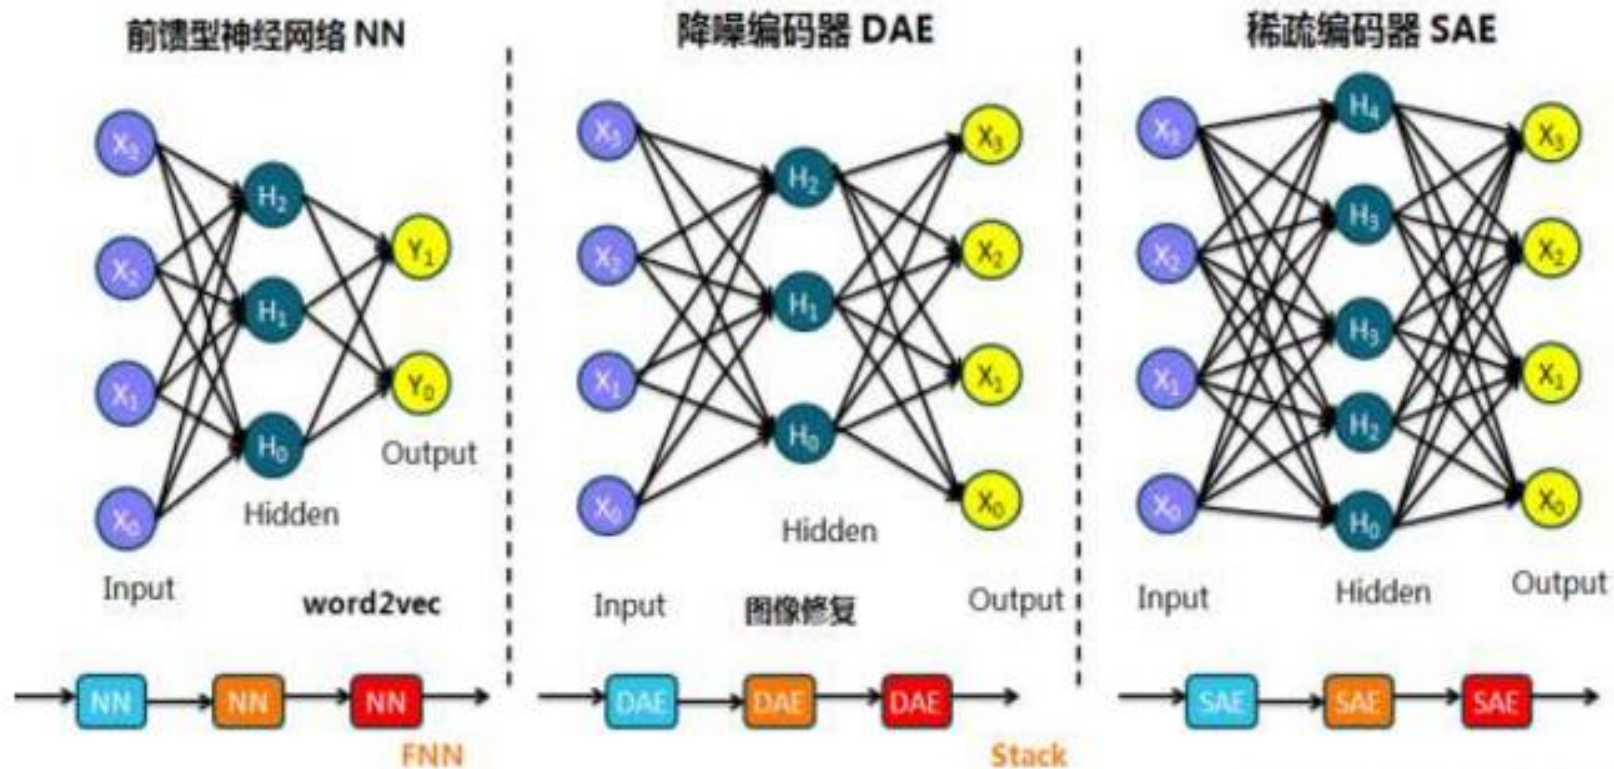 前馈型神经网络 NN
X3
X2
X1
X0
H2
H1
H0
Y1
Y0
Input
Hidden
Output
word2vec
NN
NN
NN
FNN
降噪编码器 DAE
X3
X2
X1
X0
H2
H1
H0
X3
X2
X1
X0
Input
Hidden
Output
图像修复
DAE
DAE
DAE
Stack
稀疏编码器 SAE
X3
X2
X1
X0
H4
H3
H3
H2
H0
X3
X2
X1
X0
Input
Hidden
Output
SAE
SAE
SAE